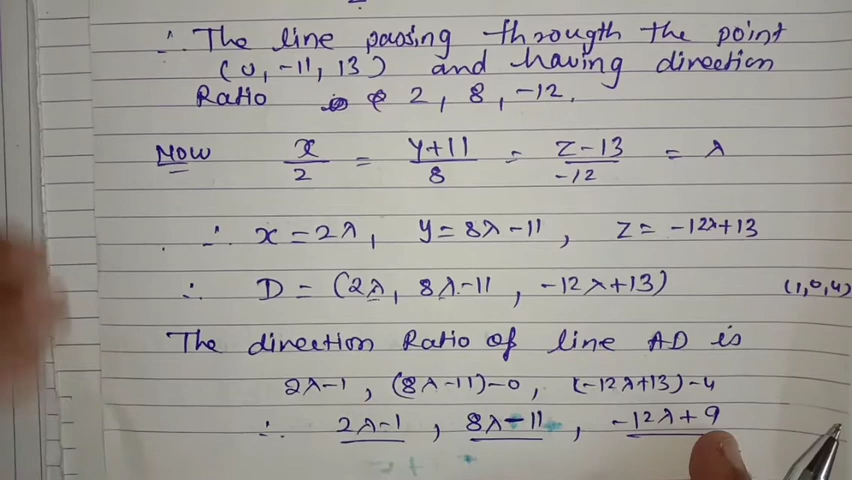 ∴ The line passing throughth the point
(0, -11, 13) and having direction
Ratio 2, 8, -12.
Now x/2 = y+11/8 = z-13/-12 = λ
∴ x = 2λ, y = 8λ-11, z = -12λ+13
∴ D = (2λ, 8λ-11, -12λ+13) (1,0,4)
The direction Ratio of line AD is
2λ-1, (8λ-11)-0, (-12λ+13)-4
∴ 2λ-1, 8λ-11, -12λ+9